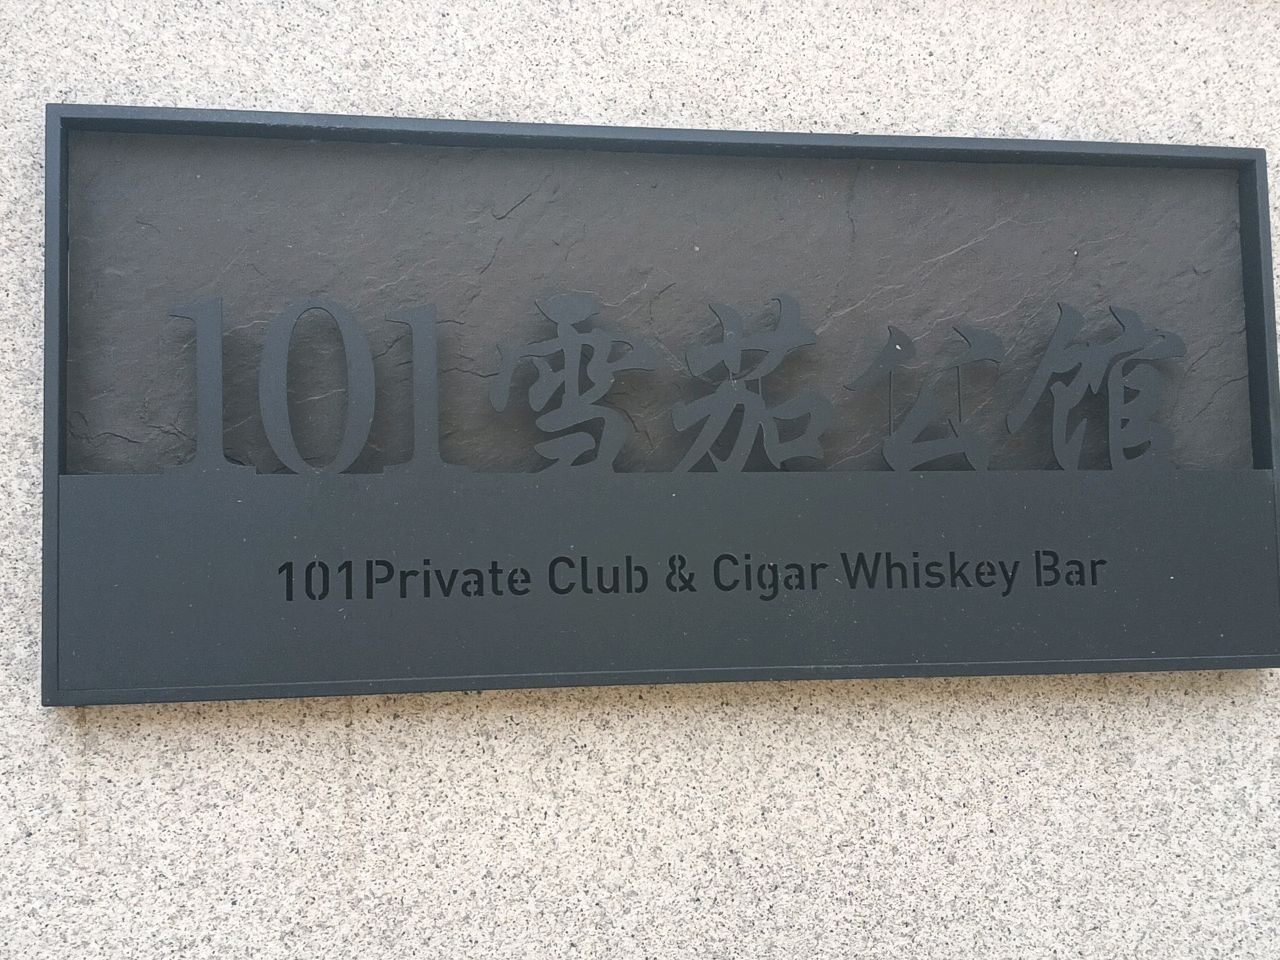 101雪茄公馆
101Private Club & Cigar Whiskey Bar